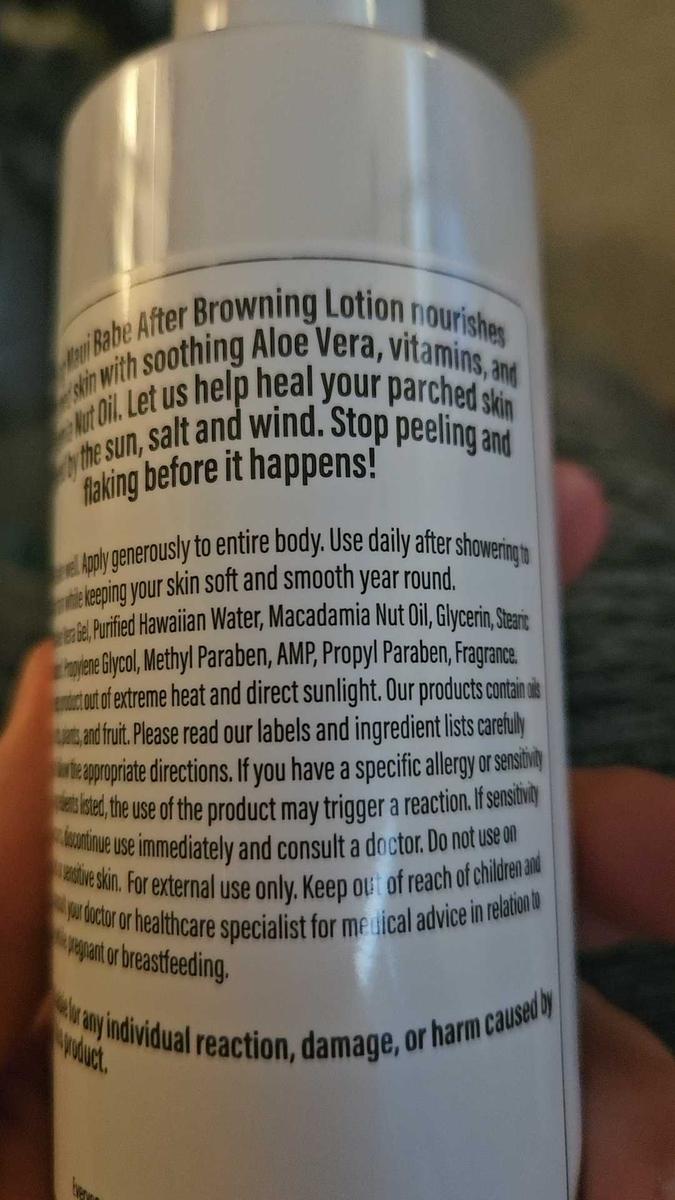 Maui Babe After Browning Lotion nourishes
skin with soothing Aloe Vera, vitamins, and
Nut Oil. Let us help heal your parched skin
by the sun, salt and wind. Stop peeling and
flaking before it happens!
well. Apply generously to entire body. Use daily after showering to
while keeping your skin soft and smooth year round.
Vera Gel, Purified Hawaiian Water, Macadamia Nut Oil, Glycerin, Stearic
Propylene Glycol, Methyl Paraben, AMP, Propyl Paraben, Fragrance.
product out of extreme heat and direct sunlight. Our products contain oils
plants, and fruit. Please read our labels and ingredient lists carefully
the appropriate directions. If you have a specific allergy or sensitivity
listed, the use of the product may trigger a reaction. If sensitivity
discontinue use immediately and consult a doctor. Do not use on
sensitive skin. For external use only. Keep out of reach of children and
your doctor or healthcare specialist for medical advice in relation to
pregnant or breastfeeding.
for any individual reaction, damage, or harm caused by
product.